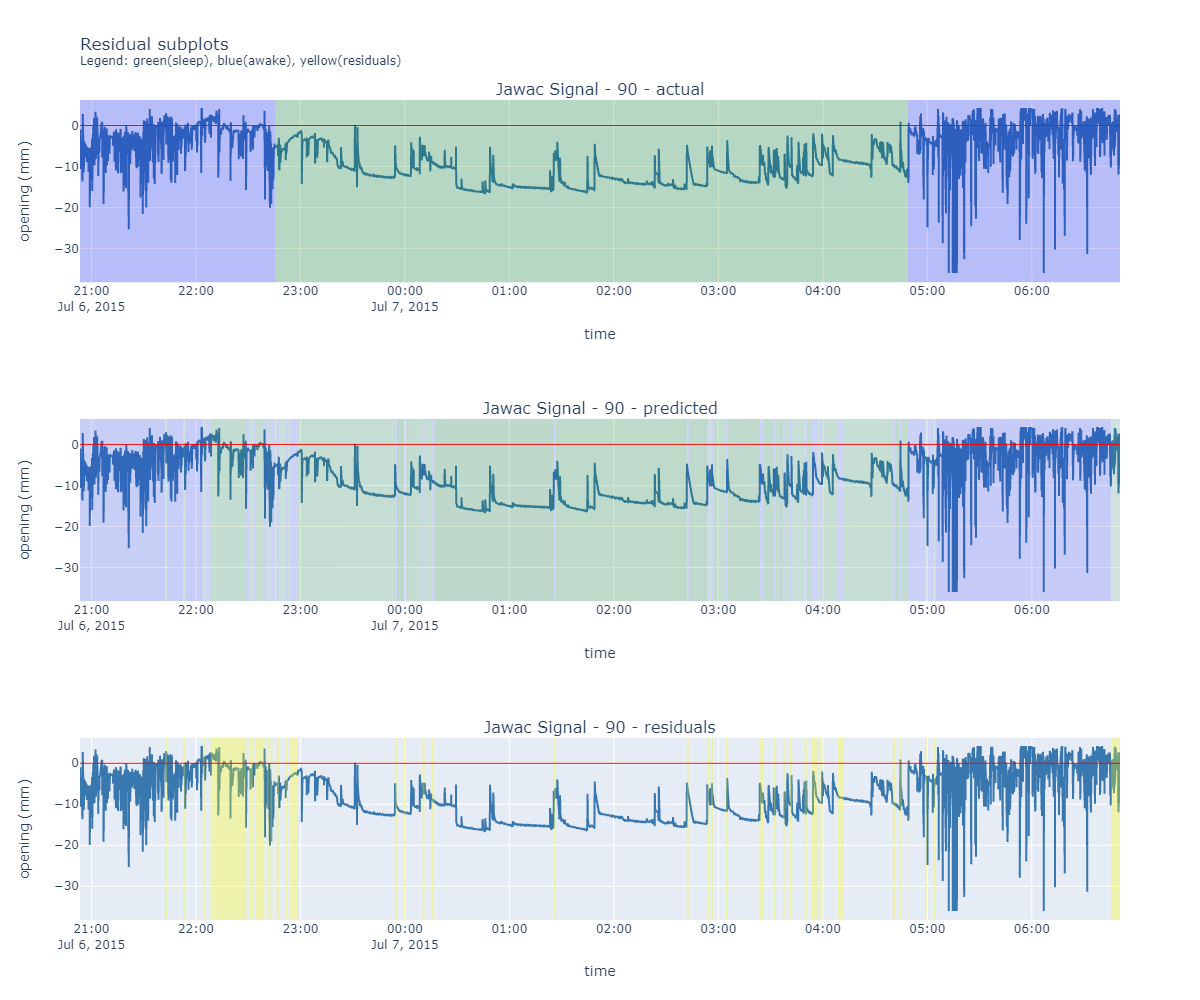 Residual subplots
Legend: green(sleep), blue(awake), yellow(residuals)
Jawac Signal - 90 - actual
opening (mm)
0
−10
−20
−30
21:00 22:00 23:00 00:00 01:00 02:00 03:00 04:00 05:00 06:00
Jul 6, 2015 Jul 7, 2015
time
Jawac Signal - 90 - predicted
opening (mm)
0
−10
−20
−30
21:00 22:00 23:00 00:00 01:00 02:00 03:00 04:00 05:00 06:00
Jul 6, 2015 Jul 7, 2015
time
Jawac Signal - 90 - residuals
opening (mm)
0
−10
−20
−30
21:00 22:00 23:00 00:00 01:00 02:00 03:00 04:00 05:00 06:00
Jul 6, 2015 Jul 7, 2015
time